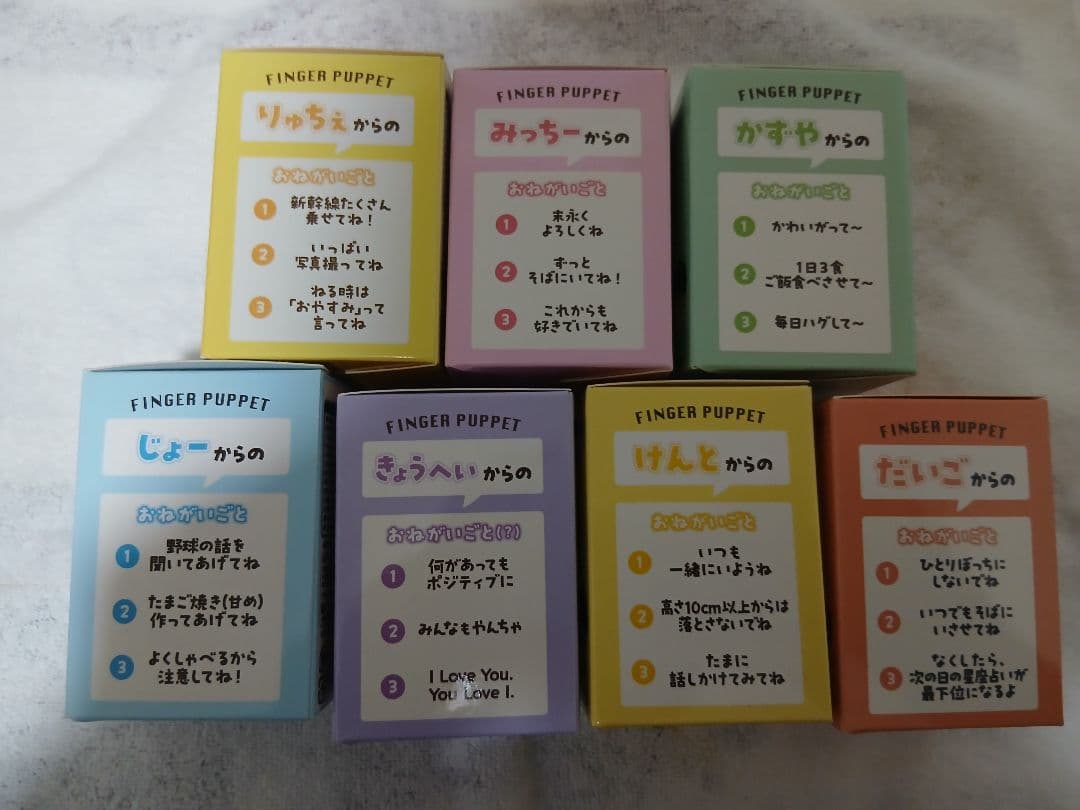 FINGER PUPPET
りゅちぇからの
おねがいごと
1 新幹線たくさん
乗せてね!
2 いっぱい
写真撮ってね
3 ねる時は
「おやすみ」って
言ってね
FINGER PUPPET
みっちーからの
おねがいごと
1 末永く
よろしくね
2 ずっと
そばにいてね!
3 これからも
好きでいてね
FINGER PUPPET
かずやからの
おねがいごと
1 かわいがって〜
2 1日3食
ご飯食べさせて〜
3 毎日ハグして〜
FINGER PUPPET
じょーからの
おねがいごと
1 野球の話を
聞いてあげてね
2 たまご焼き(甘め)
作ってあげてね
3 よくしゃべるから
注意してね!
FINGER PUPPET
きょうへいからの
おねがいごと(?)
1 何があっても
ポジティブに
2 みんなもやんちゃ
3 I Love You.
You Love I.
FINGER PUPPET
けんとからの
おねがいごと
1 いつも
一緒にいようね
2 高さ10cm以上からは
落とさないでね
3 たまに
話しかけてみてね
FINGER PUPPET
だいごからの
おねがいごと
1 ひとりぼっちに
しないでね
2 いつでもそばに
いさせてね
3 なくしたら、
次の日の星座占いが
最下位になるよ